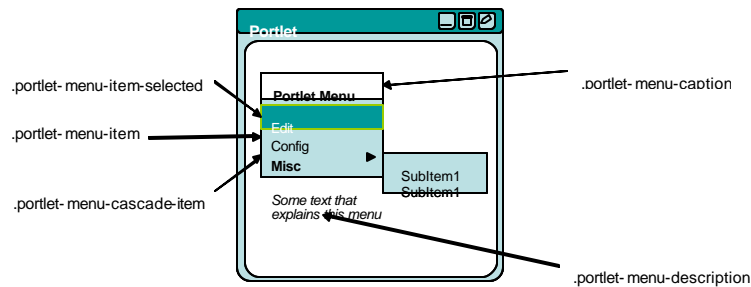 Portlet
.portlet-menu-item-selected
.portlet-menu-caption
Portlet Menu
Edit
.portlet-menu-item
Config
Misc
SubItem1
SubItem1
.portlet-menu-cascade-item
Some text that
explains this menu
.portlet-menu-description